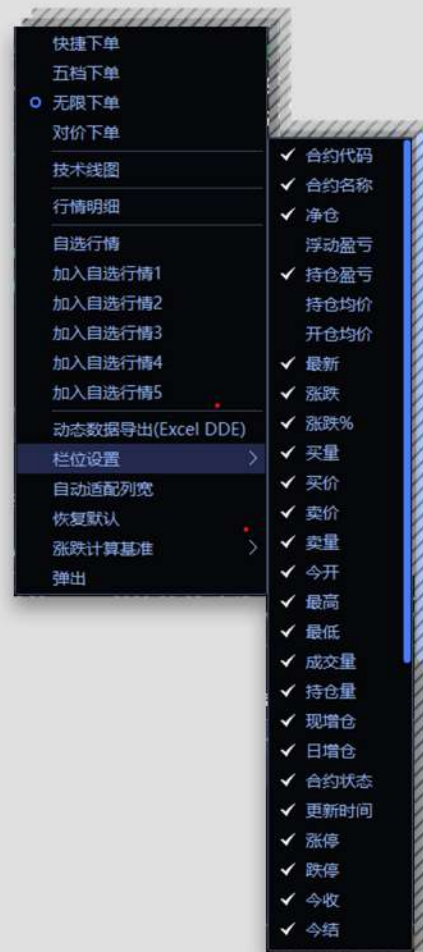 快捷下单
五档下单
无限下单
对价下单
技术线图
行情明细
自选行情
加入自选行情1
加入自选行情2
加入自选行情3
加入自选行情4
加入自选行情5
动态数据导出(Excel DDE)
栏位设置
自动适配列宽
恢复默认
涨跌计算基准
弹出
合约代码
合约名称
净仓
浮动盈亏
持仓盈亏
持仓均价
开仓均价
最新
涨跌
涨跌%
买量
买价
卖价
卖量
今开
最高
最低
成交量
持仓量
现增仓
日增仓
合约状态
更新时间
涨停
跌停
今收
今结